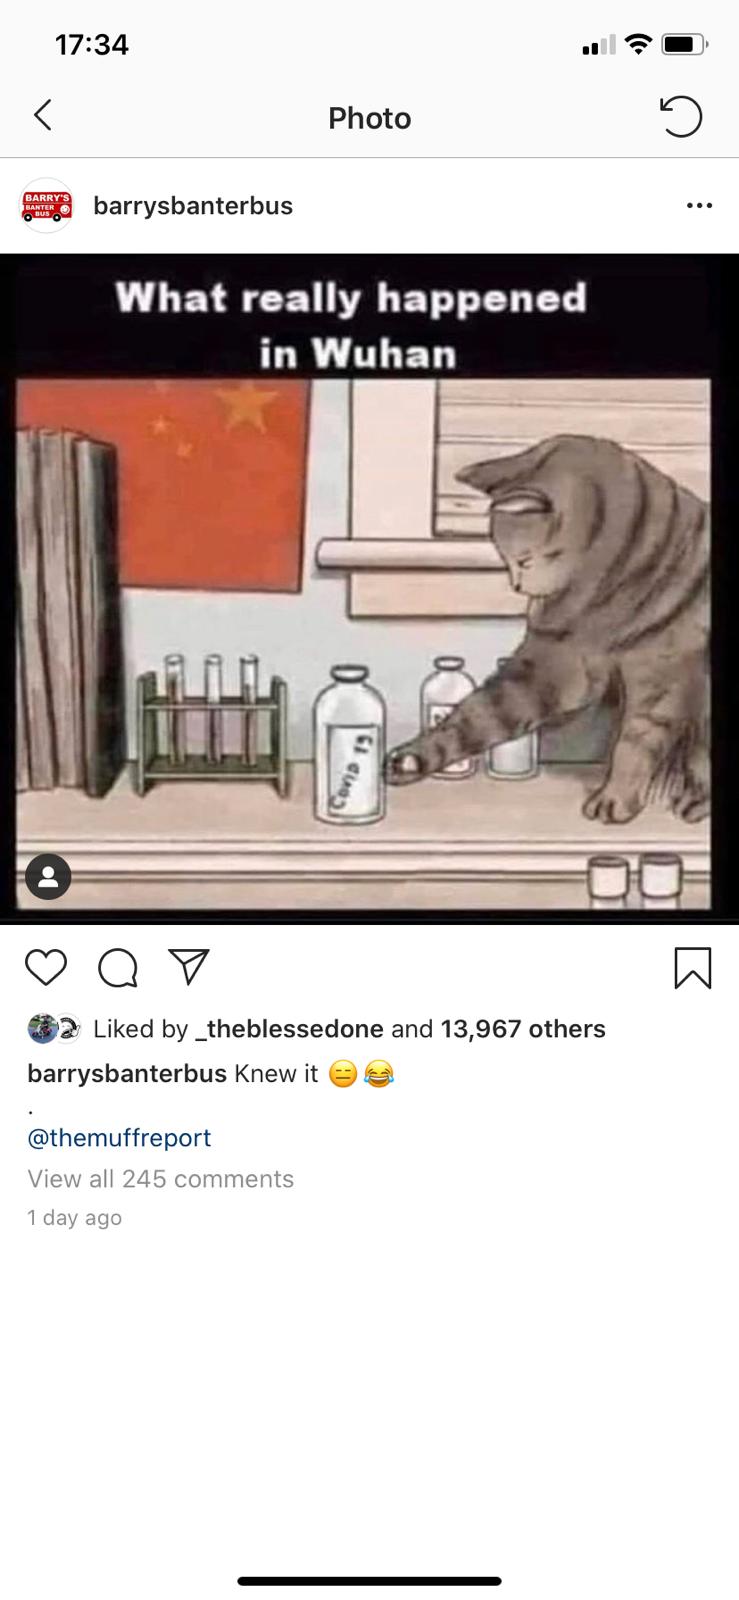 17:34
Photo
BARRY'S
BANTER
BUS
barrysbanterbus
What really happened
in Wuhan
Covid 19
Liked by _theblessedone and 13,967 others
barrysbanterbus Knew it 😑😂
.
@themuffreport
View all 245 comments
1 day ago